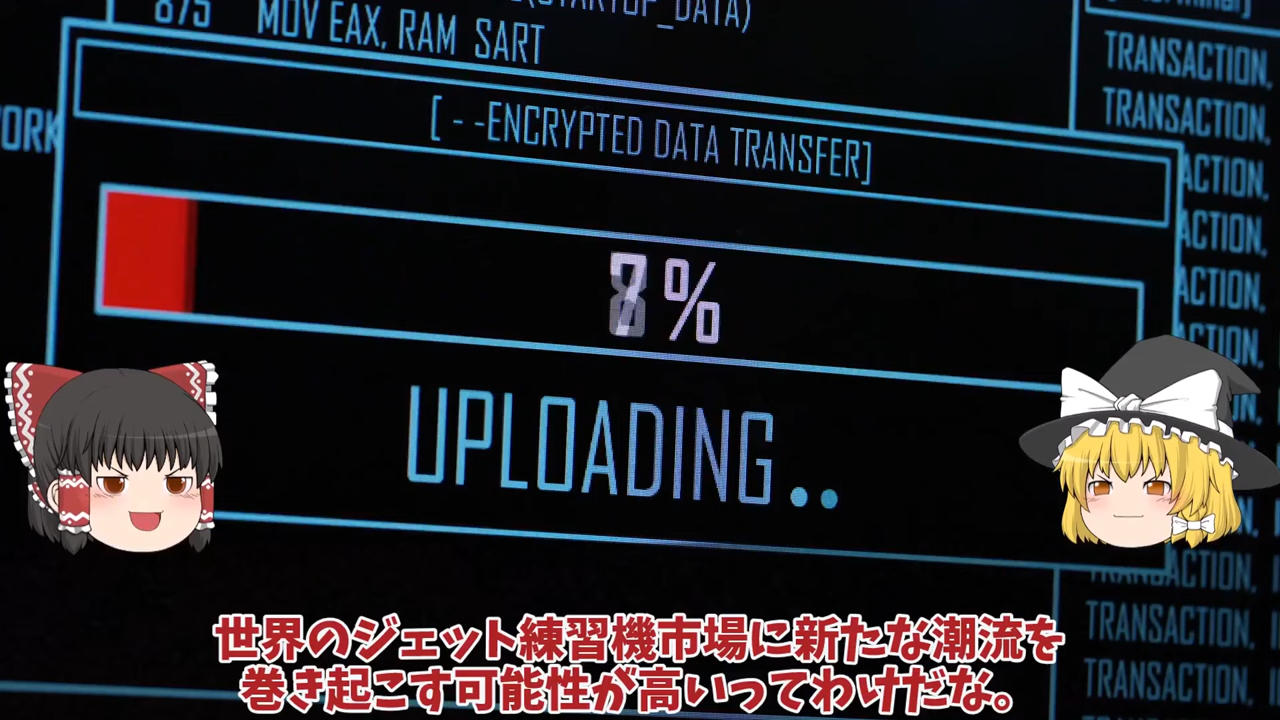 875 MOV EAX, RAM SART
[ - -ENCRYPTED DATA TRANSFER]
%
UPLOADING..
TRANSACTION.
TRANSACTION.
TRANSACTION.
TRANSACTION.
世界のジェット練習機市場に新たな潮流を
巻き起こす可能性が高いってわけだな。